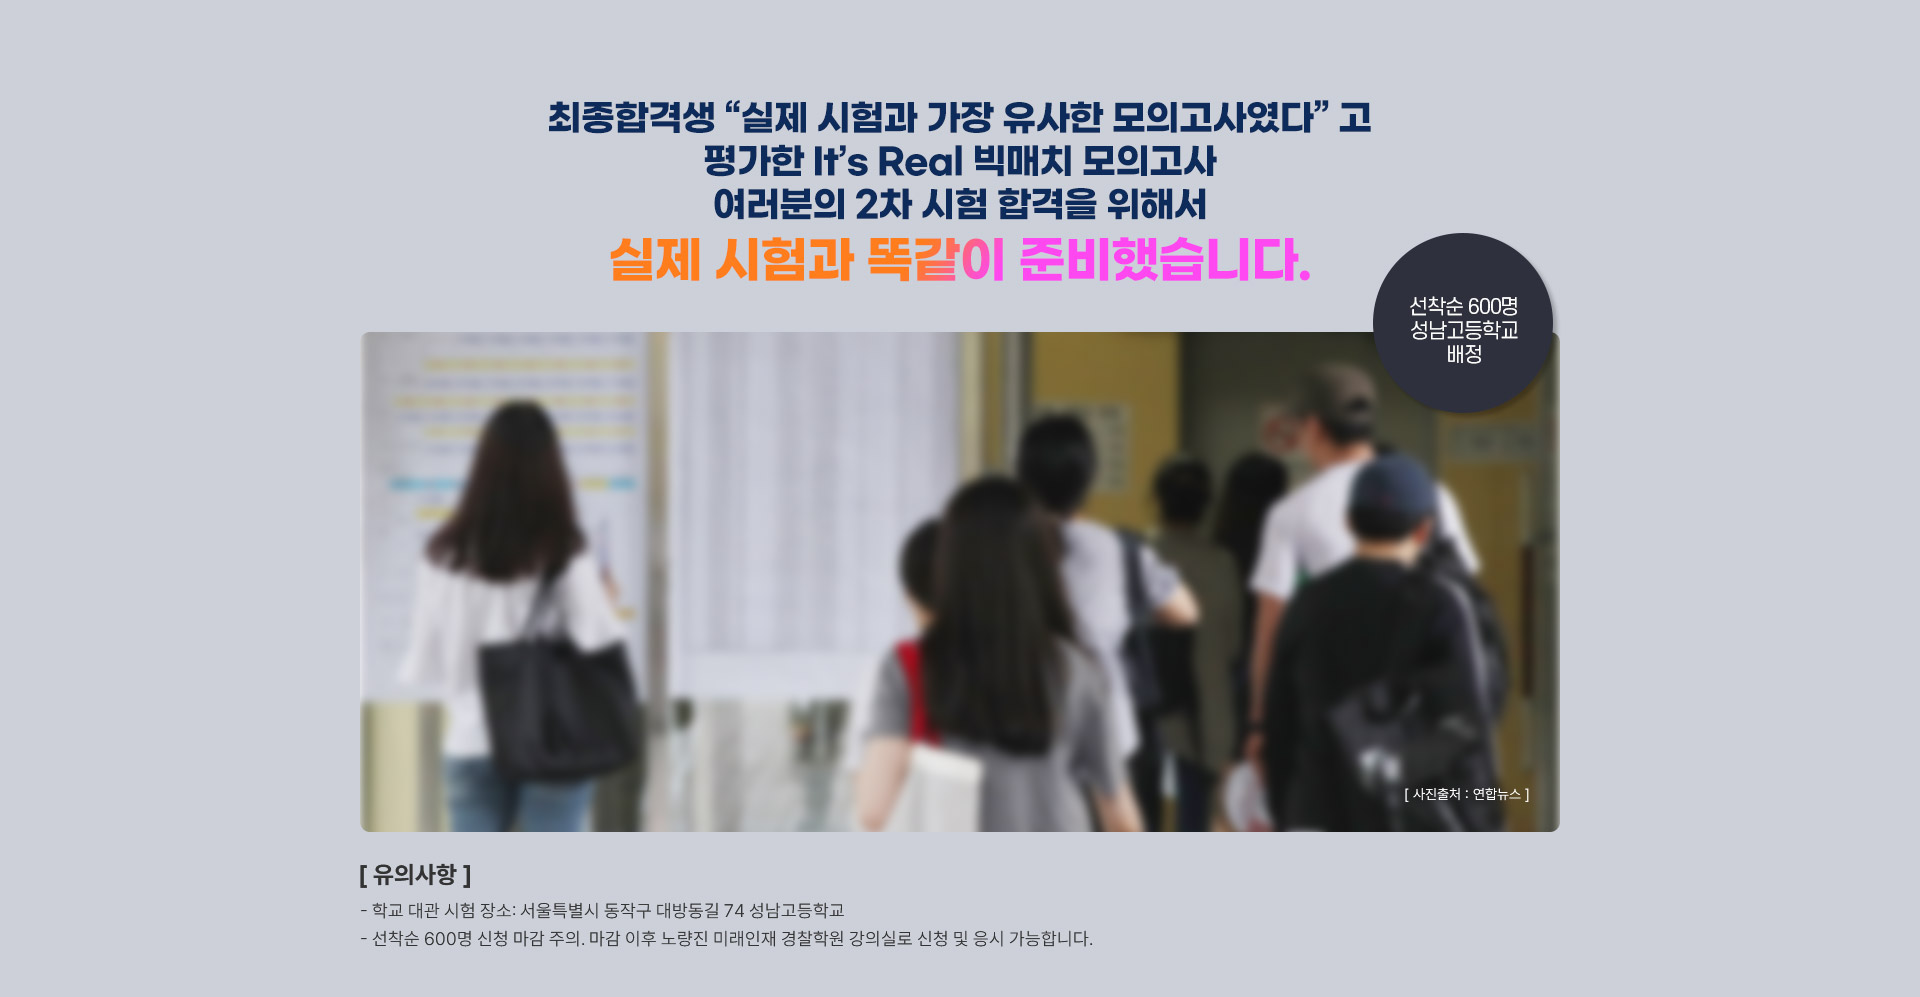 최종합격생 “실제 시험과 가장 유사한 모의고사였다” 고
평가한 It’s Real 빅매치 모의고사
여러분의 2차 시험 합격을 위해서
실제 시험과 똑같이 준비했습니다.
선착순 600명
성남고등학교
배정
[ 사진출처 : 연합뉴스 ]
[ 유의사항 ]
- 학교 대관 시험 장소: 서울특별시 동작구 대방동길 74 성남고등학교
- 선착순 600명 신청 마감 주의. 마감 이후 노량진 미래인재 경찰학원 강의실로 신청 및 응시 가능합니다.